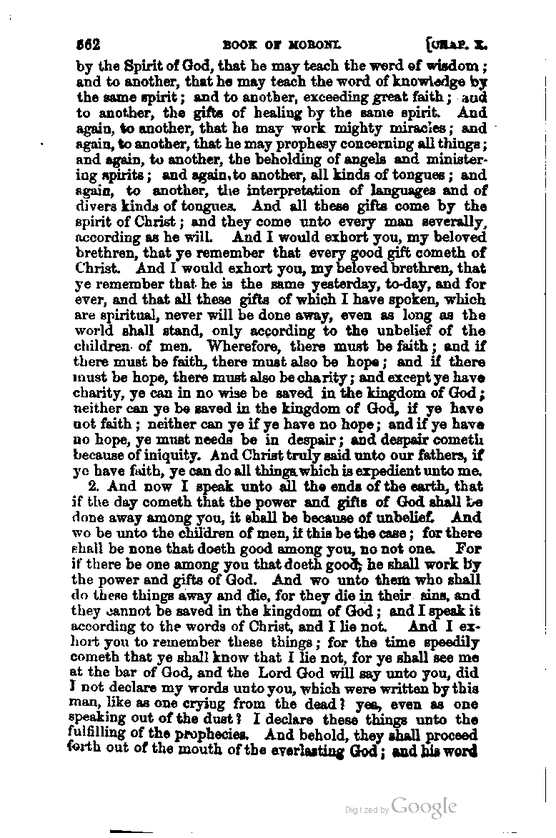 562 BOOK OF MORONI. [CHAP. X.
by the Spirit of God, that he may teach the word of wisdom;
and to another, that he may teach the word of knowledge by
the same spirit; and to another, exceeding great faith; and
to another, the gifts of healing by the same spirit. And
again, to another, that he may work mighty miracles; and
again, to another, that he may prophesy concerning all things;
and again, to another, the beholding of angels and minister-
ing spirits; and again, to another, all kinds of tongues; and
again, to another, the interpretation of languages and of
divers kinds of tongues. And all these gifts come by the
spirit of Christ; and they come unto every man severally,
according as he will. And I would exhort you, my beloved
brethren, that ye remember that every good gift cometh of
Christ. And I would exhort you, my beloved brethren, that
ye remember that he is the same yesterday, to-day, and for
ever, and that all these gifts of which I have spoken, which
are spiritual, never will be done away, even as long as the
world shall stand, only according to the unbelief of the
children of men. Wherefore, there must be faith; and if
there must be faith, there must also be hope; and if there
must be hope, there must also be charity; and except ye have
charity, ye can in no wise be saved in the kingdom of God;
neither can ye be saved in the kingdom of God, if ye have
not faith; neither can ye if ye have no hope; and if ye have
no hope, ye must needs be in despair; and despair cometh
because of iniquity. And Christ truly said unto our fathers, if
ye have faith, ye can do all things which is expedient unto me.
2. And now I speak unto all the ends of the earth, that
if the day cometh that the power and gifts of God shall be
done away among you, it shall be because of unbelief. And
wo be unto the children of men, if this be the case; for there
shall be none that doeth good among you, no not one. For
if there be one among you that doeth good, he shall work by
the power and gifts of God. And wo unto them who shall
do these things away and die, for they die in their sins, and
they cannot be saved in the kingdom of God; and I speak it
according to the words of Christ, and I lie not. And I ex-
hort you to remember these things; for the time speedily
cometh that ye shall know that I lie not, for ye shall see me
at the bar of God, and the Lord God will say unto you, did
I not declare my words unto you, which were written by this
man, like as one crying from the dead? yea, even as one
speaking out of the dust? I declare these things unto the
fulfilling of the prophecies. And behold, they shall proceed
forth out of the mouth of the everlasting God; and his word
Digitized by Google